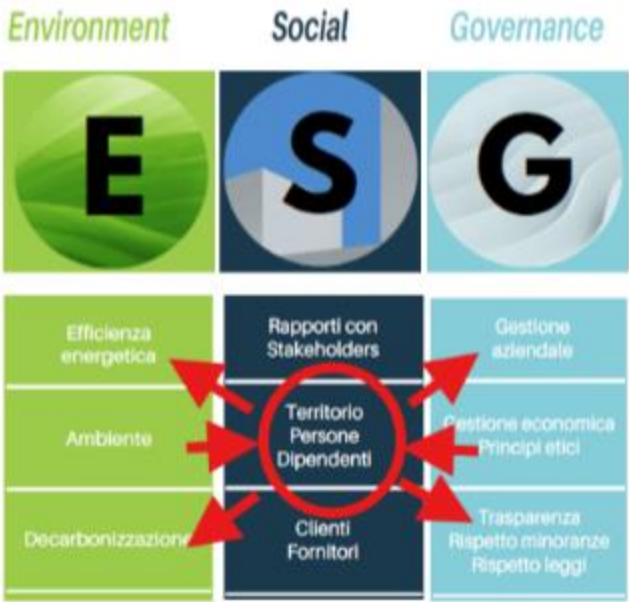 Environment
Social
Governance
E
S
G
Efficienza
energetica
Rapporti con
Stakeholders
Gestione
aziendale
Ambiente
Territorio
Persone
Dipendenti
Gestione economica
Principi etici
Decarbonizzazione
Clienti
Fornitori
Trasparenza
Rispetto minoranze
Rispetto leggi